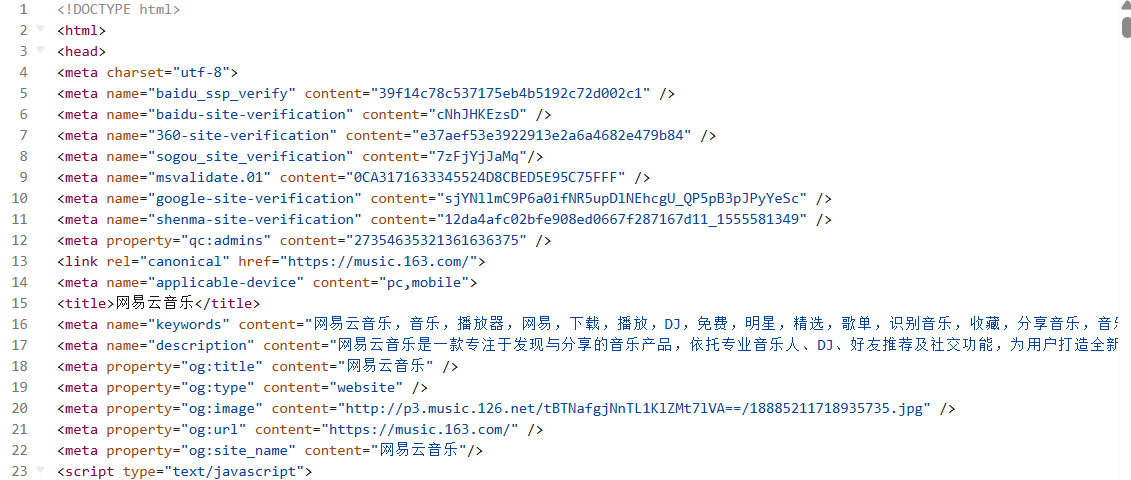 1 <!DOCTYPE html>
2 <html>
3 <head>
4 <meta charset="utf-8">
5 <meta name="baidu_ssp_verify" content="39f14c78c537175eb4b5192c72d002c1" />
6 <meta name="baidu-site-verification" content="cNhJHKEzsD" />
7 <meta name="360-site-verification" content="e37aef53e3922913e2a6a4682e479b84" />
8 <meta name="sogou_site_verification" content="7zFjYjJaMq"/>
9 <meta name="msvalidate.01" content="0CA3171633345524D8CBED5E95C75FFF" />
10 <meta name="google-site-verification" content="sjYNllmC9P6a0ifNR5upDlNEhcgU_QP5pB3pJPyYeSc" />
11 <meta name="shenma-site-verification" content="12da4afc02bfe908ed0667f287167d11_1555581349" />
12 <meta property="qc:admins" content="27354635321361636375" />
13 <link rel="canonical" href="https://music.163.com/">
14 <meta name="applicable-device" content="pc,mobile">
15 <title>网易云音乐</title>
16 <meta name="keywords" content="网易云音乐，音乐，播放器，网易，下载，播放，DJ，免费，明星，精选，歌单，识别音乐，收藏，分享音乐，音乐
17 <meta name="description" content="网易云音乐是一款专注于发现与分享的音乐产品，依托专业音乐人、DJ、好友推荐及社交功能，为用户打造全新
18 <meta property="og:title" content="网易云音乐" />
19 <meta property="og:type" content="website" />
20 <meta property="og:image" content="http://p3.music.126.net/tBTNafgjNnTL1KlZMt7lVA==/18885211718935735.jpg" />
21 <meta property="og:url" content="https://music.163.com/" />
22 <meta property="og:site_name" content="网易云音乐"/>
23 <script type="text/javascript">